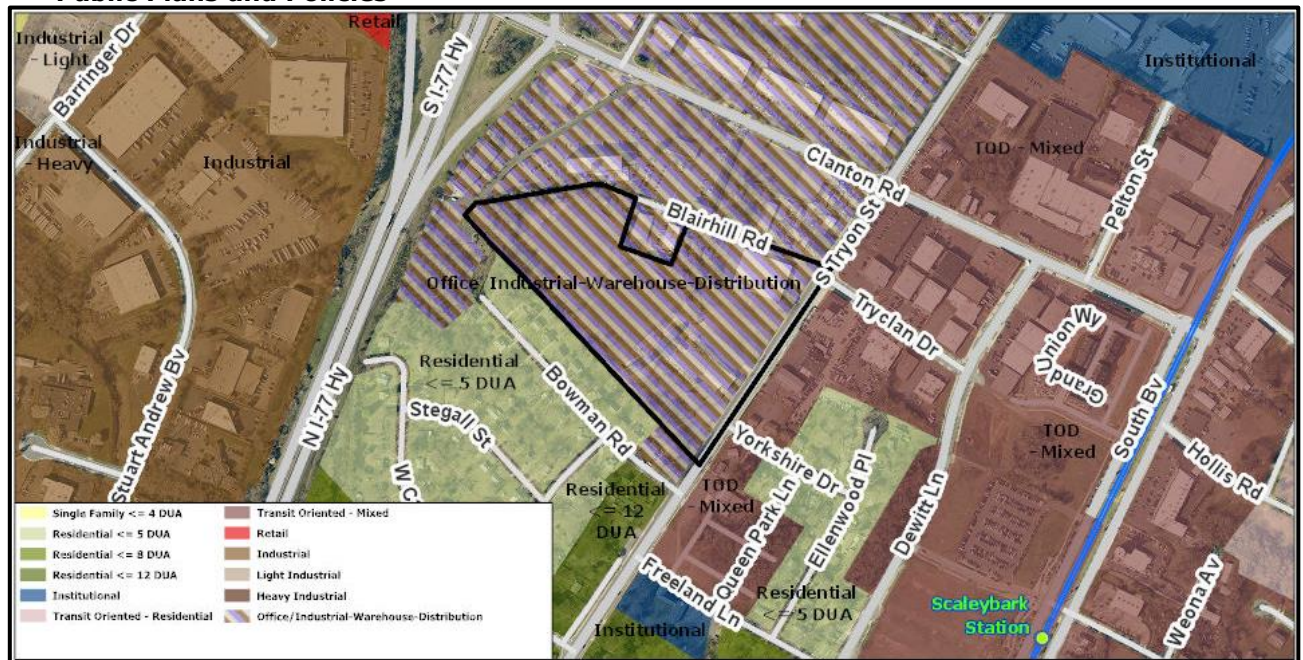 Public Plans and Policies
Retail
Industrial
- Light
Barringer Dr
S I-77 Hy
Institutional
Industrial
- Heavy
Industrial
TOD - Mixed
Pelton St
Clanton Rd
Blairhill Rd
S Tryon St
Office/Industrial-Warehouse-Distribution
Tryclan Dr
Union Wy
Grand
Residential
<= 5 DUA
Bowman Rd
Stegall St
N I-77 Hy
Stuart Andrew Bv
W C
South Bv
TOD
- Mixed
Hollis Rd
Yorkshire Dr
Ellenwood Pl
Queen Park Ln
Dewitt Ln
TOD
- Mixed
Residential
<= 12
DUA
Freeland Ln
Residential
<= 5 DUA
Institutional
Weona Av
Scaleybark
Station
Single Family <= 4 DUA
Residential <= 5 DUA
Residential <= 8 DUA
Residential <= 12 DUA
Institutional
Transit Oriented - Residential
Transit Oriented - Mixed
Retail
Industrial
Light Industrial
Heavy Industrial
Office/Industrial-Warehouse-Distribution